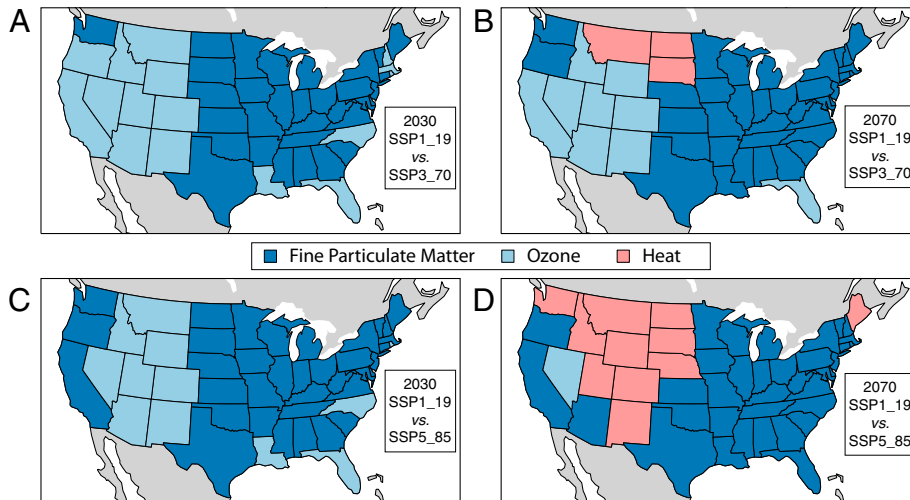 A
2030
SSP1_19
vs.
SSP3_70
B
2070
SSP1_19
vs.
SSP3_70
Fine Particulate Matter
Ozone
Heat
C
2030
SSP1_19
vs.
SSP5_85
D
2070
SSP1_19
vs.
SSP5_85